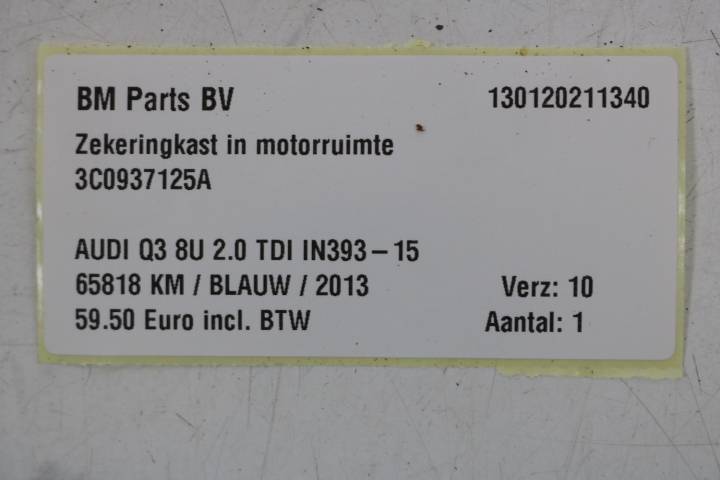 BM Parts BV 130120211340
Zekeringkast in motorruimte
3C0937125A
AUDI Q3 8U 2.0 TDI IN393-15
65818 KM / BLAUW / 2013 Verz: 10
59.50 Euro incl. BTW Aantal: 1